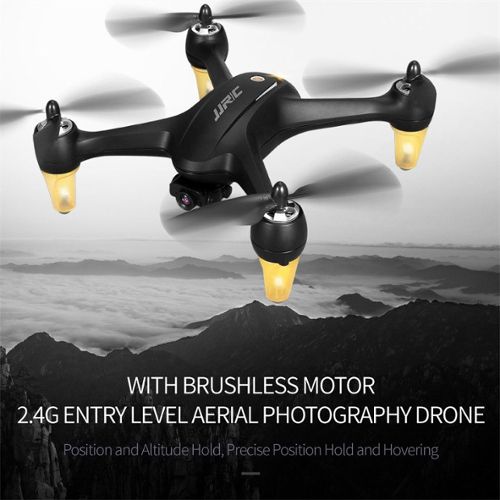 JJR/C
WITH BRUSHLESS MOTOR
2.4G ENTRY LEVEL AERIAL PHOTOGRAPHY DRONE
Position and Altitude Hold, Precise Position Hold and Hovering